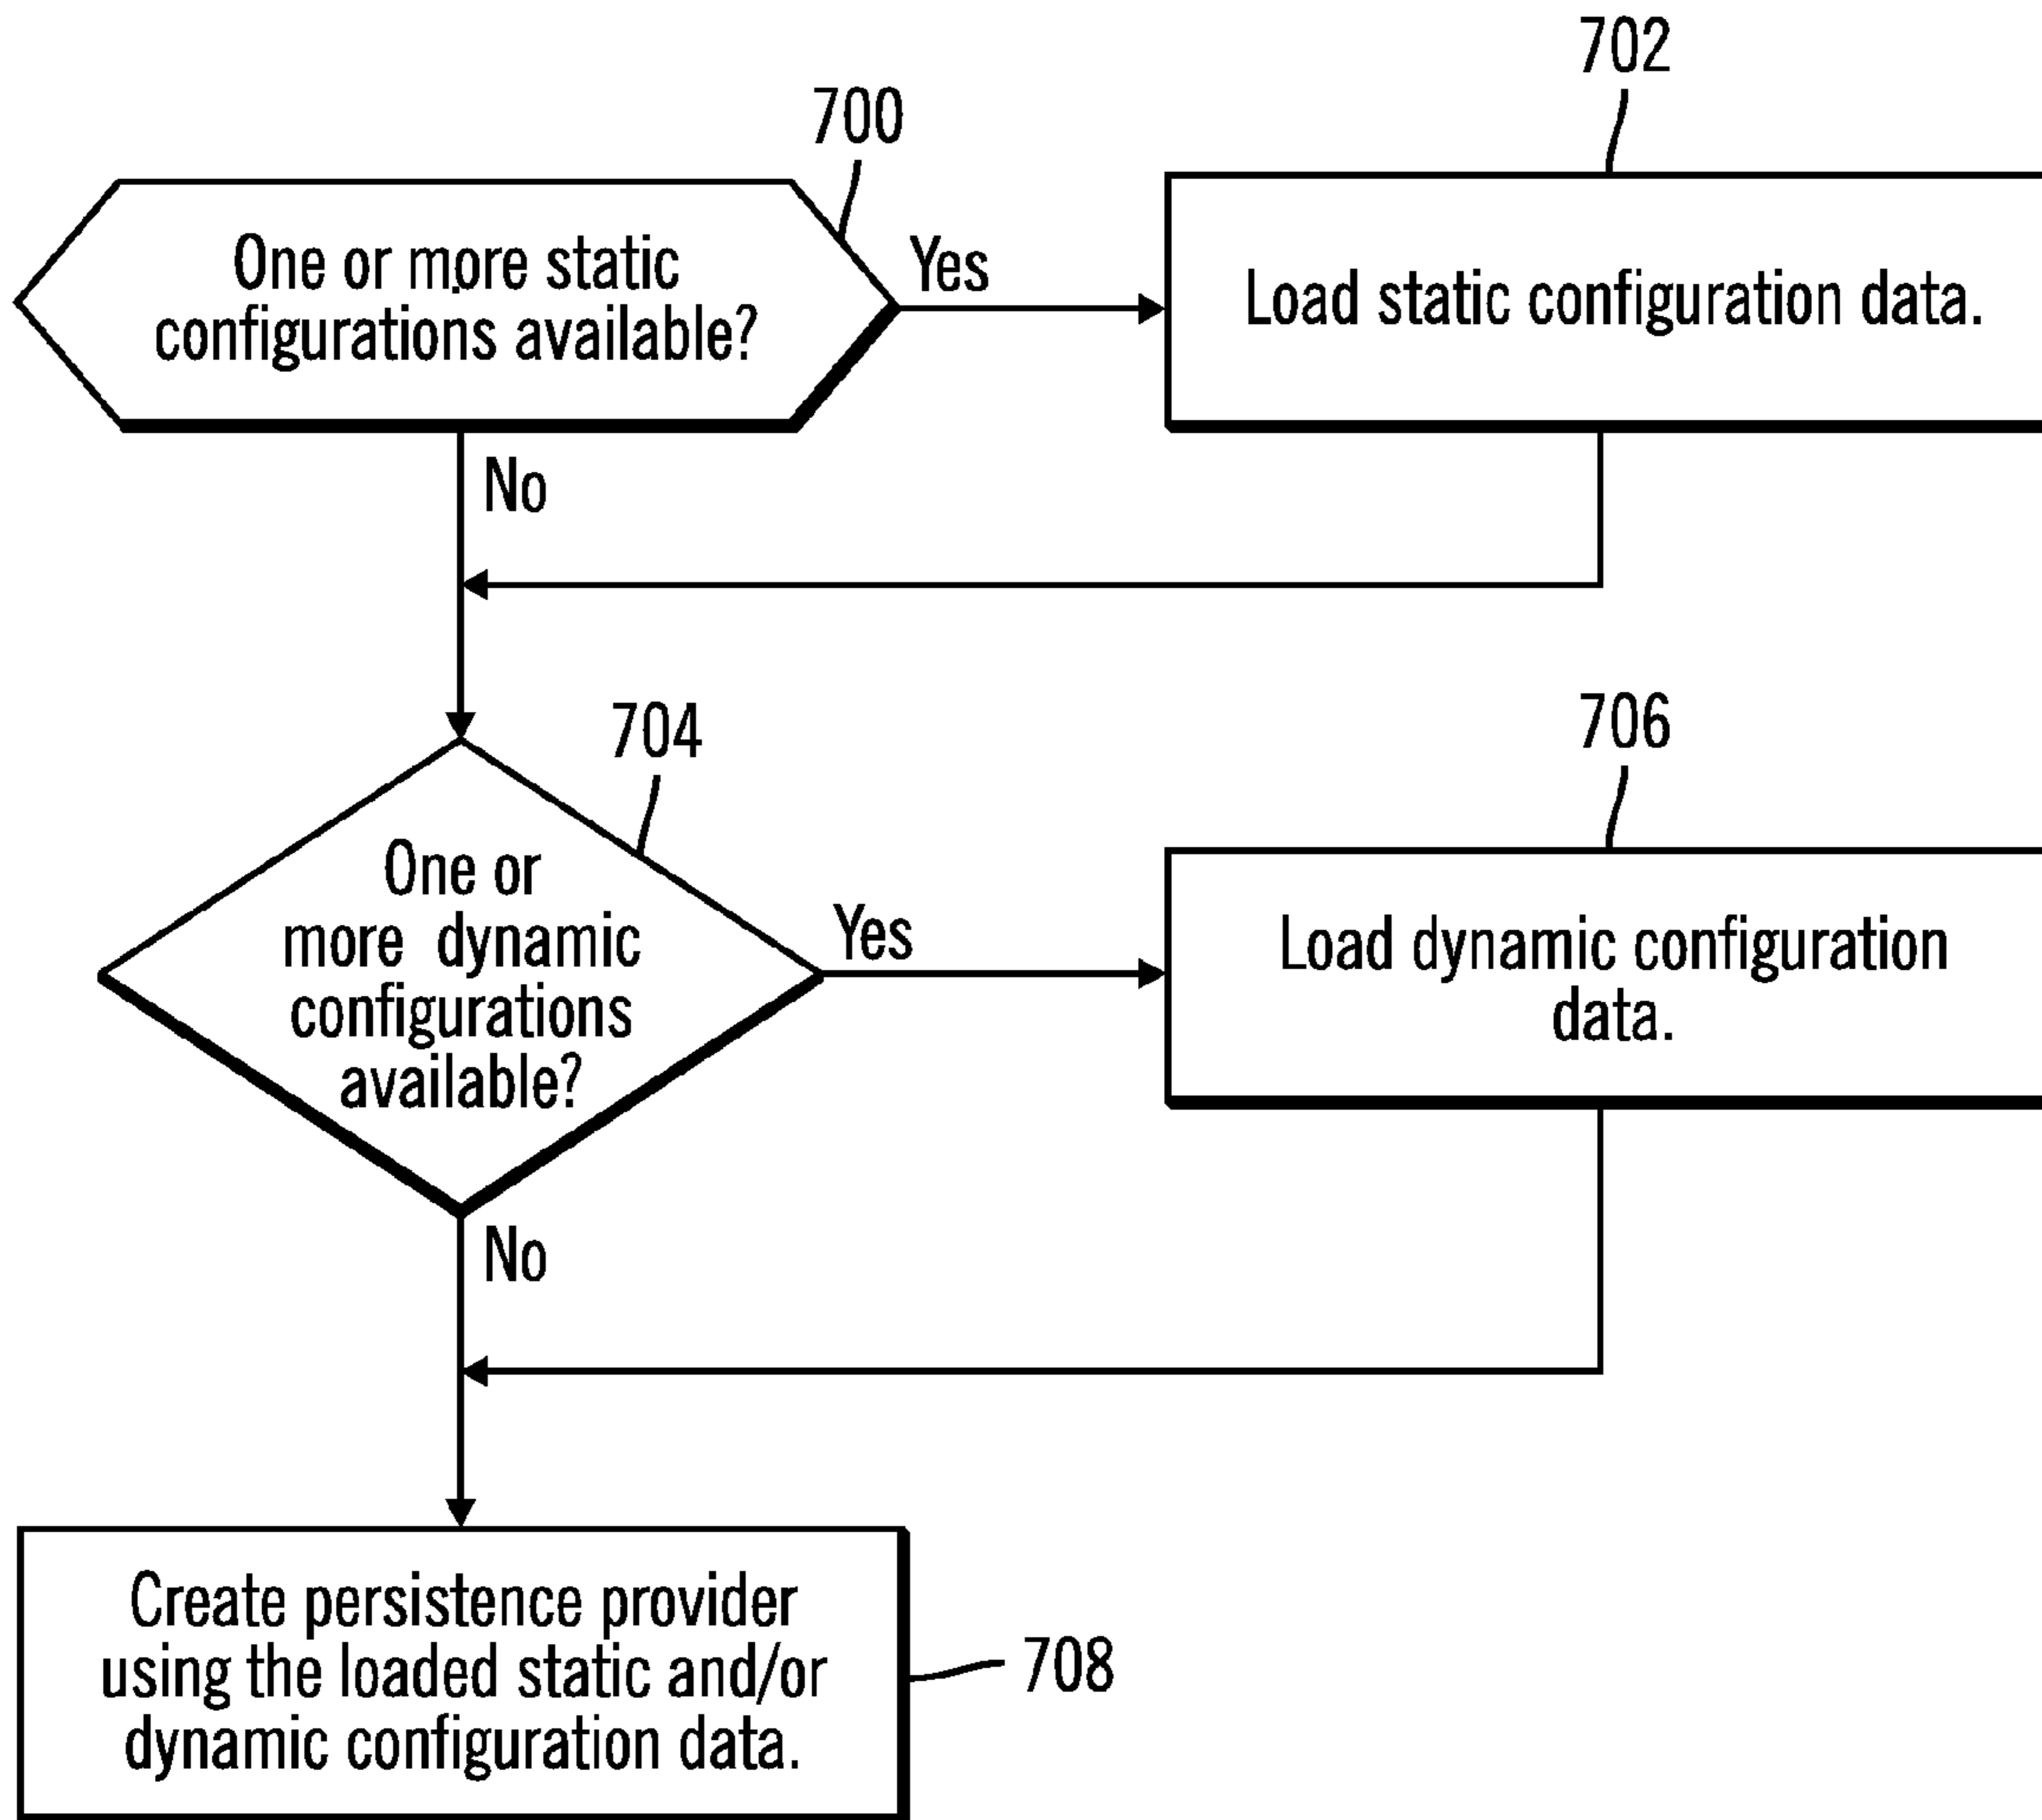 702
700
One or more static
configurations available?
Yes
Load static configuration data.
No
704
706
One or
more dynamic
configurations
available?
Yes
Load dynamic configuration
data.
No
Create persistence provider
using the loaded static and/or
dynamic configuration data.
708